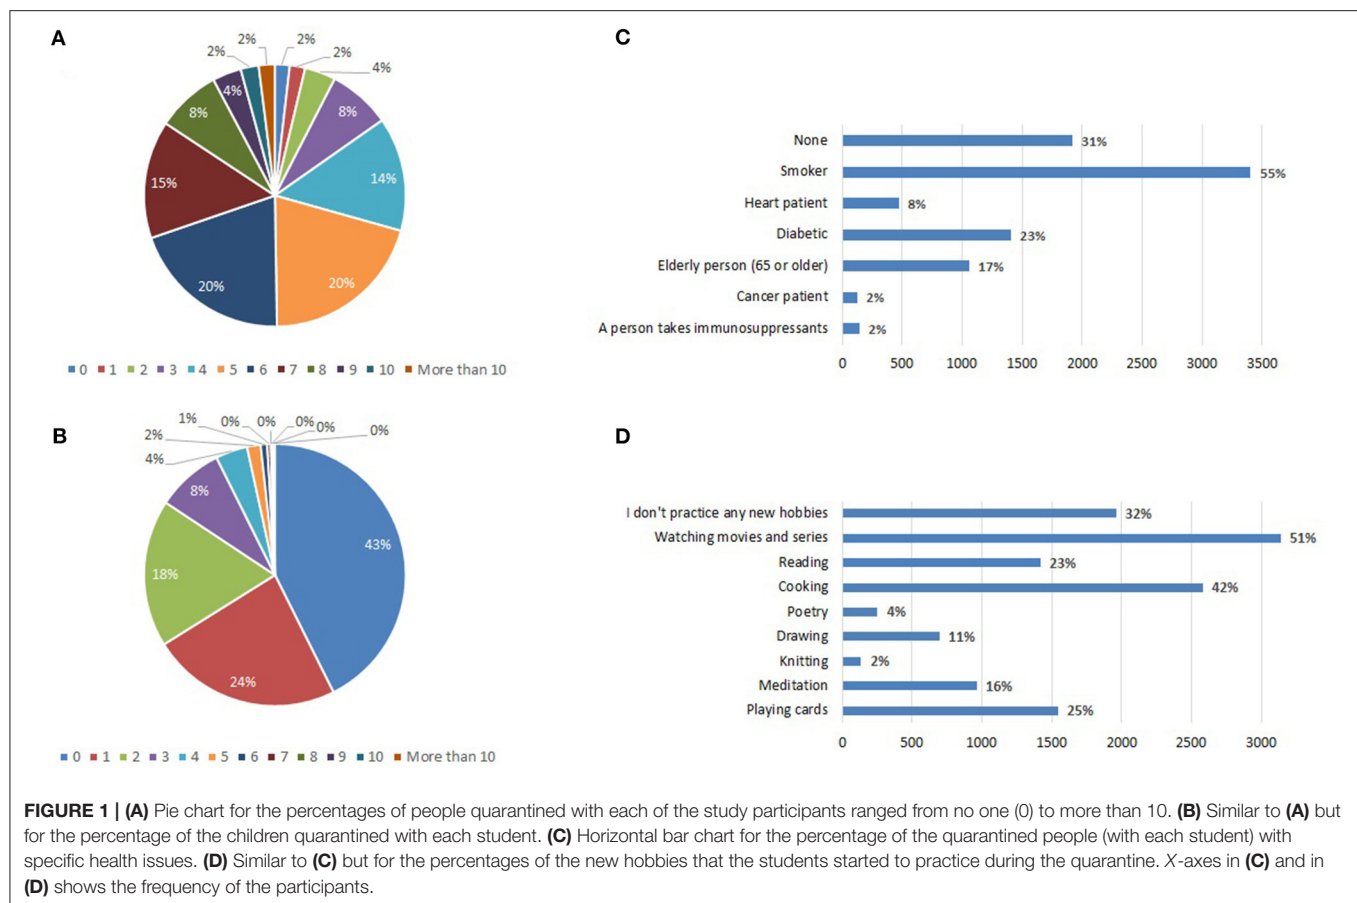 A
2%
2%
2%
2%
4%
4%
8%
8%
14%
15%
20%
20%
0 1 2 3 4 5 6 7 8 9 10 More than 10
B
1%
0%
0%
0%
0%
0%
2%
4%
8%
43%
18%
24%
0 1 2 3 4 5 6 7 8 9 10 More than 10
C
None 31%
Smoker 55%
Heart patient 8%
Diabetic 23%
Elderly person (65 or older) 17%
Cancer patient 2%
A person takes immunosuppressants 2%
0 500 1000 1500 2000 2500 3000 3500
D
I don't practice any new hobbies 32%
Watching movies and series 51%
Reading 23%
Cooking 42%
Poetry 4%
Drawing 11%
Knitting 2%
Meditation 16%
Playing cards 25%
0 500 1000 1500 2000 2500 3000
FIGURE 1 | (A) Pie chart for the percentages of people quarantined with each of the study participants ranged from no one (0) to more than 10. (B) Similar to (A) but
for the percentage of the children quarantined with each student. (C) Horizontal bar chart for the percentage of the quarantined people (with each student) with
specific health issues. (D) Similar to (C) but for the percentages of the new hobbies that the students started to practice during the quarantine. X-axes in (C) and in
(D) shows the frequency of the participants.